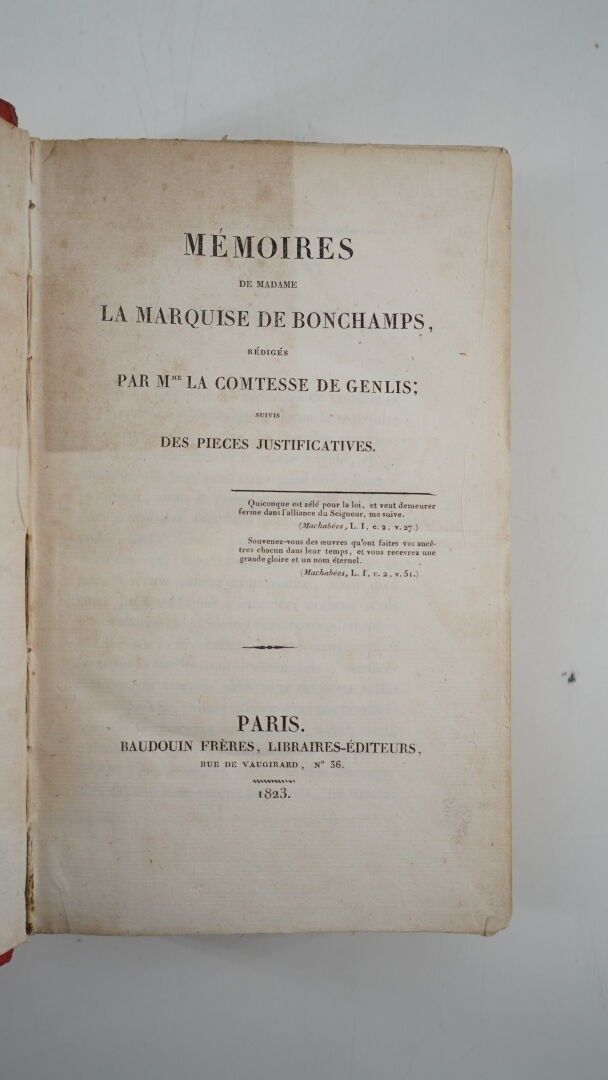 MÉMOIRES
DE MADAME
LA MARQUISE DE BONCHAMPS,
RÉDIGÉS
PAR Mme LA COMTESSE DE GENLIS;
SUIVIS
DES PIECES JUSTIFICATIVES.
Quiconque est zélé pour la loi, et veut demeurer
ferme dans l'alliance du Seigneur, me suive.
(Machabées, L. I, c. 2, v. 27.)
Souvenez-vous des œuvres qu'ont faites vos ancê-
tres chacun dans leur temps, et vous recevrez une
grande gloire et un nom éternel.
(Machabées, L. I, c. 2, v. 51.)
PARIS.
BAUDOUIN FRÈRES, LIBRAIRES-ÉDITEURS,
RUE DE VAUGIRARD, N° 36.
1823.